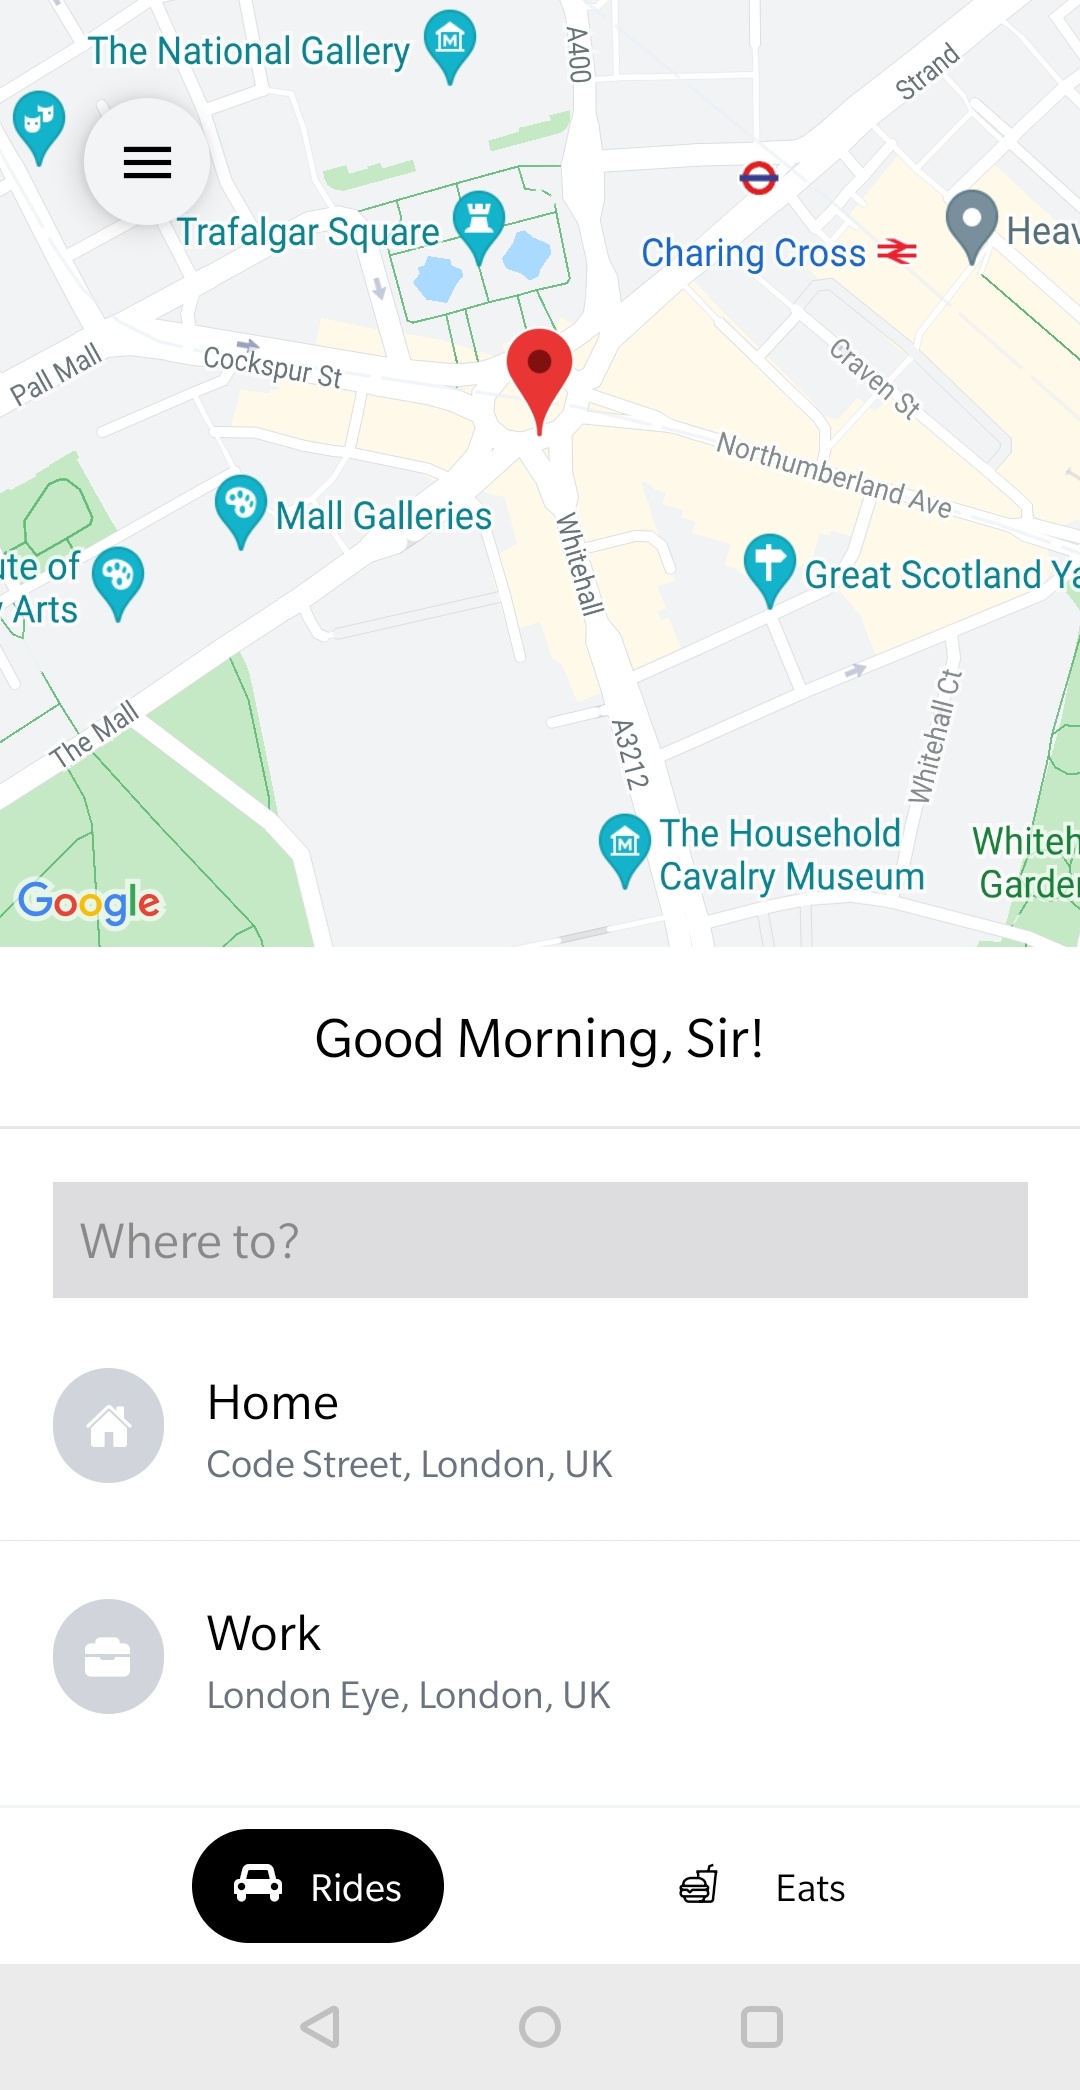 The National Gallery
A400
Strand
Trafalgar Square
Charing Cross
Heav
Pall Mall
Cockspur St
Craven St
Northumberland Ave
Mall Galleries
Whitehall
ute of
Arts
Great Scotland Ya
The Mall
A3212
Whitehall Ct
The Household
Cavalry Museum
Whiteh
Garde
Google
Good Morning, Sir!
Where to?
Home
Code Street, London, UK
Work
London Eye, London, UK
Rides
Eats